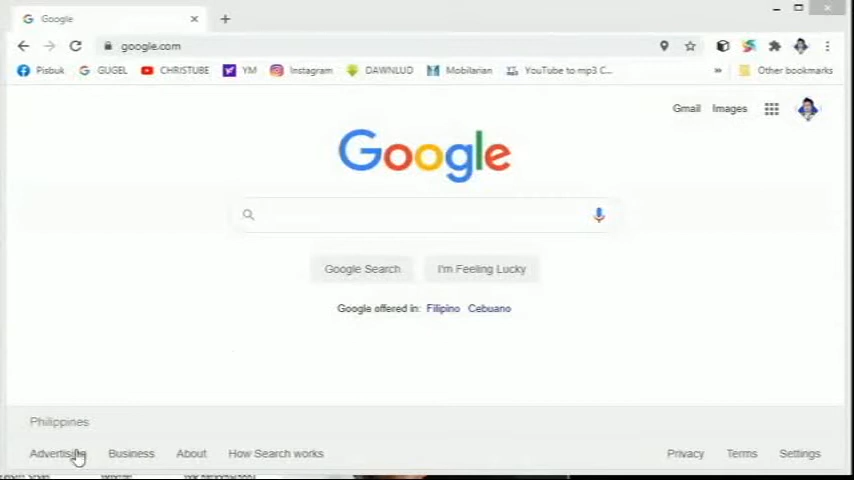 Google
google.com
Pisbuk GUGEL CHRISTUBE YM Instagram DAWNLUD Mobilarian YouTube to mp3 C... » Other bookmarks
Gmail Images
Google
Google Search I'm Feeling Lucky
Google offered in: Filipino Cebuano
Philippines
Advertising Business About How Search works Privacy Terms Settings